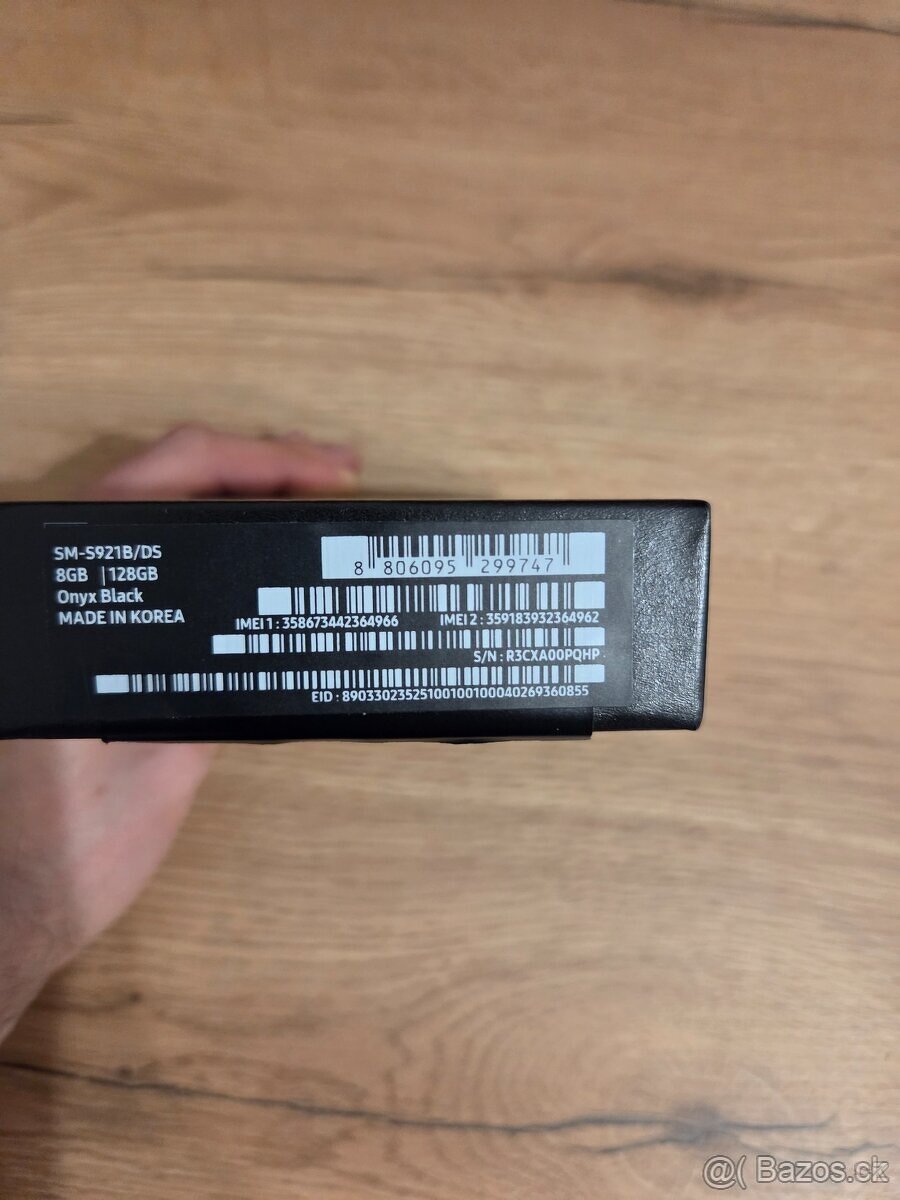 SM-S921B/DS
8GB | 128GB
Onyx Black
MADE IN KOREA
8 806095 299747
IMEI 1 : 358673442364966 IMEI 2 : 359183932364962
S/N : R3CXA00PQHP
EID : 89033023525100100100040269360855
@( Bazos.sk